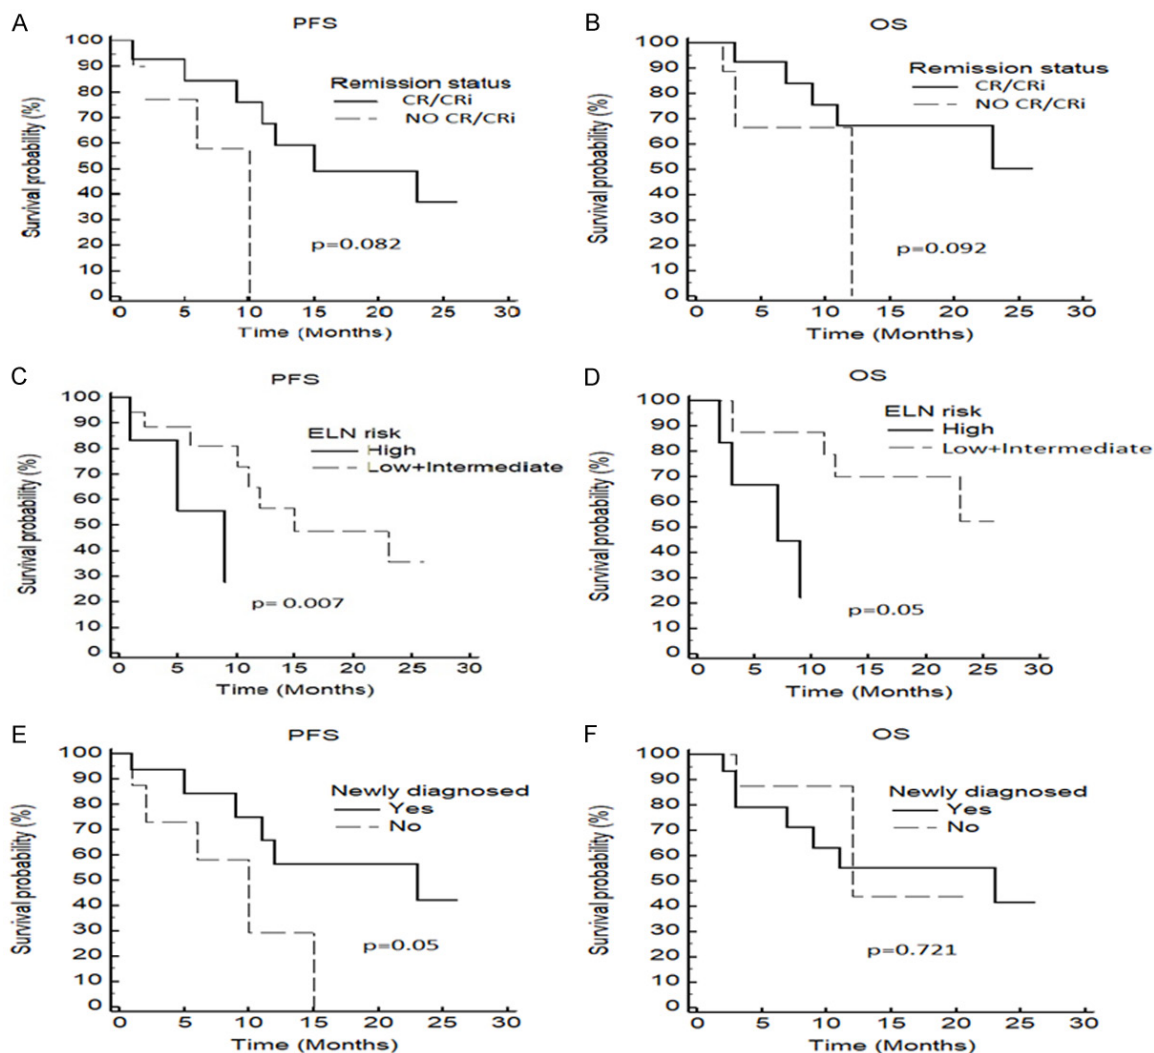 A
PFS
100
90
80
70
60
50
40
30
20
10
0
Survival probability (%)
Remission status
CR/CRi
NO CR/CRi
p=0.082
0 5 10 15 20 25 30
Time (Months)
B
OS
100
90
80
70
60
50
40
30
20
10
0
Survival probability (%)
Remission status
CR/CRi
NO CR/CRi
p=0.092
0 5 10 15 20 25 30
Time (Months)
C
PFS
100
90
80
70
60
50
40
30
20
10
0
Survival probability (%)
ELN risk
High
Low+Intermediate
p= 0.007
0 5 10 15 20 25 30
Time (Months)
D
OS
100
90
80
70
60
50
40
30
20
10
0
Survival probability (%)
ELN risk
High
Low+Intermediate
p=0.05
0 5 10 15 20 25 30
Time (Months)
E
PFS
100
90
80
70
60
50
40
30
20
10
0
Survival probability (%)
Newly diagnosed
Yes
No
p=0.05
0 5 10 15 20 25 30
Time (Months)
F
OS
100
90
80
70
60
50
40
30
20
10
0
Survival probability (%)
Newly diagnosed
Yes
No
p=0.721
0 5 10 15 20 25 30
Time (Months)